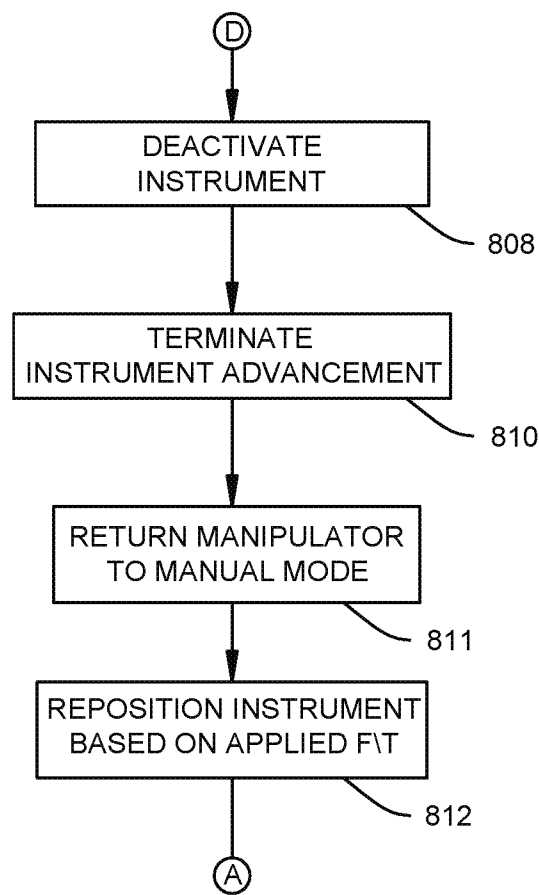 D
DEACTIVATE
INSTRUMENT
808
TERMINATE
INSTRUMENT ADVANCEMENT
810
RETURN MANIPULATOR
TO MANUAL MODE
811
REPOSITION INSTRUMENT
BASED ON APPLIED F\T
812
A